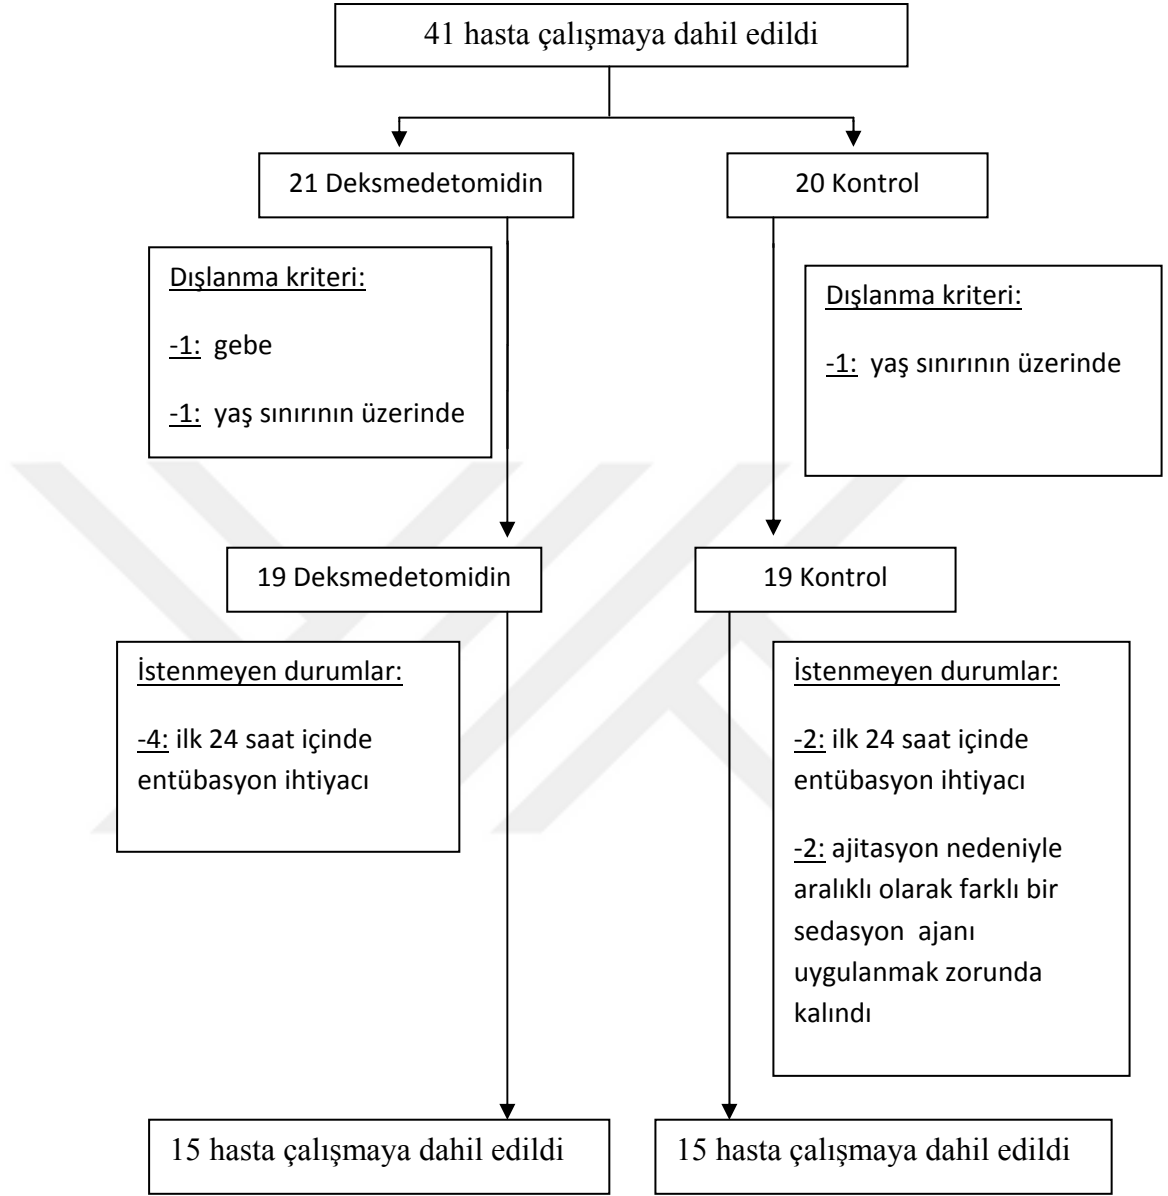 41 hasta çalışmaya dahil edildi
21 Deksmedetomidin
20 Kontrol
Dışlanma kriteri:
-1: gebe
-1: yaş sınırının üzerinde
Dışlanma kriteri:
-1: yaş sınırının üzerinde
19 Deksmedetomidin
19 Kontrol
İstenmeyen durumlar:
-4: ilk 24 saat içinde
entübasyon ihtiyacı
İstenmeyen durumlar:
-2: ilk 24 saat içinde
entübasyon ihtiyacı
-2: ajitasyon nedeniyle
aralıklı olarak farklı bir
sedasyon ajanı
uygulanmak zorunda
kalındı
15 hasta çalışmaya dahil edildi
15 hasta çalışmaya dahil edildi